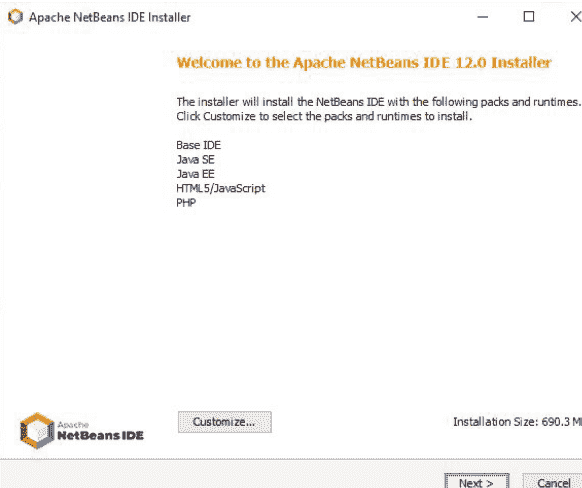 Apache NetBeans IDE Installer
Welcome to the Apache NetBeans IDE 12.0 Installer
The installer will install the NetBeans IDE with the following packs and runtimes.
Click Customize to select the packs and runtimes to install.
Base IDE
Java SE
Java EE
HTML5/JavaScript
PHP
Apache
NetBeans IDE
Customize...
Installation Size: 690.3 M
Next >
Cancel